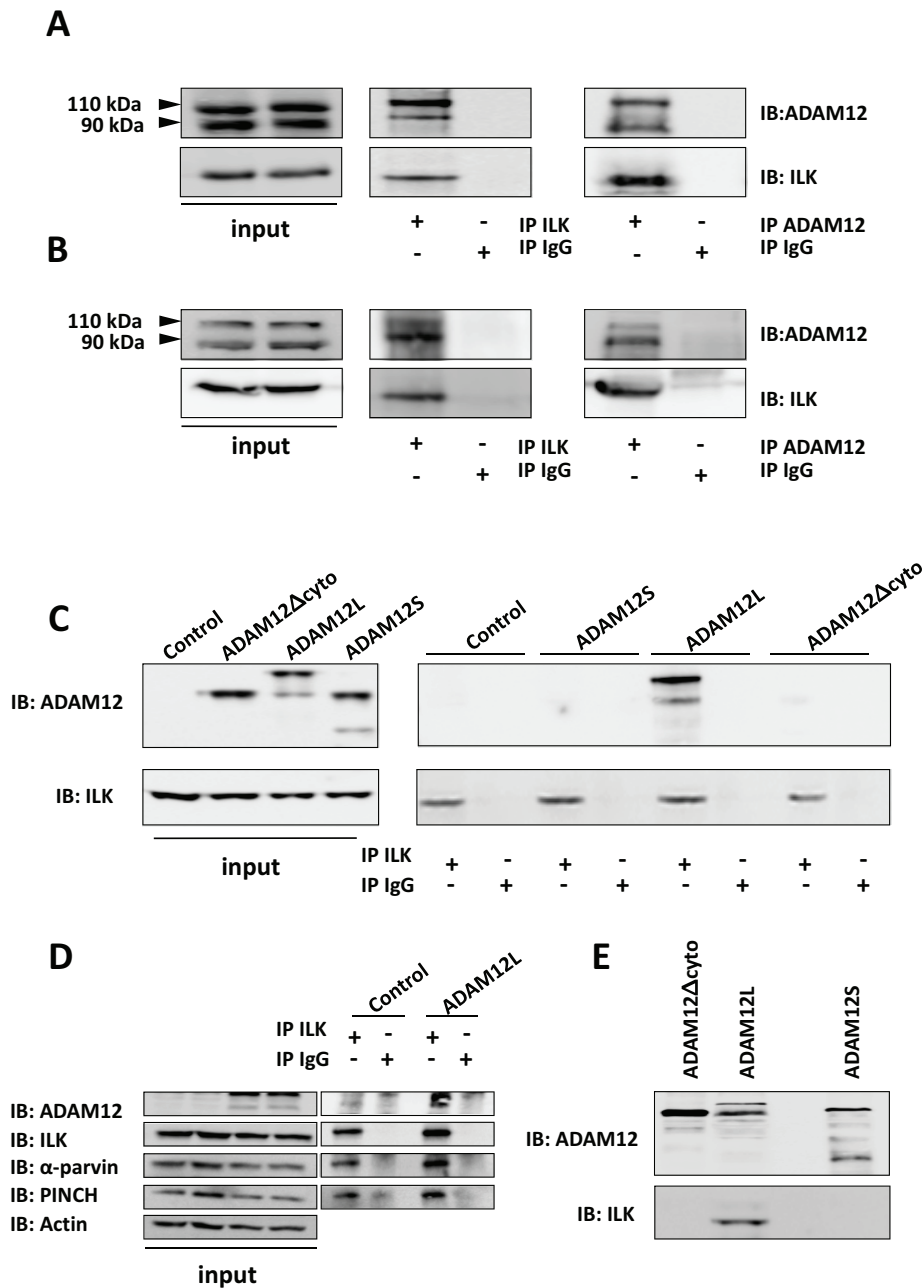 A
110 kDa
90 kDa
IB:ADAM12
IB: ILK
input
+ - IP ILK
- + IP IgG
+ - IP ADAM12
- + IP IgG
B
110 kDa
90 kDa
IB:ADAM12
IB: ILK
input
+ - IP ILK
- + IP IgG
+ - IP ADAM12
- + IP IgG
C
Control ADAM12Δcyto ADAM12L ADAM12S
Control ADAM12S ADAM12L ADAM12Δcyto
IB: ADAM12
IB: ILK
input
IP ILK + - + - + - + -
IP IgG - + - + - + - +
D
Control ADAM12L
IP ILK + - + -
IP IgG - + - +
IB: ADAM12
IB: ILK
IB: α-parvin
IB: PINCH
IB: Actin
input
E
ADAM12Δcyto
ADAM12L
ADAM12S
IB: ADAM12
IB: ILK